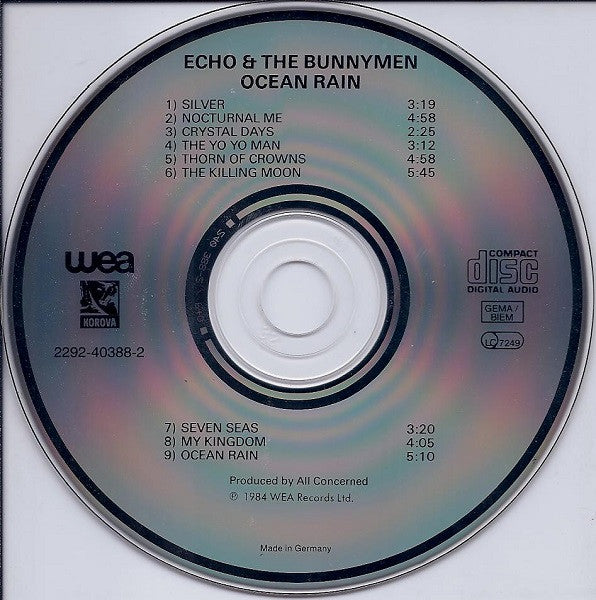 ECHO & THE BUNNYMEN
OCEAN RAIN
1) SILVER 3:19
2) NOCTURNAL ME 4:58
3) CRYSTAL DAYS 2:25
4) THE YO YO MAN 3:12
5) THORN OF CROWNS 4:58
6) THE KILLING MOON 5:45
wea
KOROVA
2292-40388-2
COMPACT
disc
DIGITAL AUDIO
GEMA/
BIEM
LC 7249
7) SEVEN SEAS 3:20
8) MY KINGDOM 4:05
9) OCEAN RAIN 5:10
Produced by All Concerned
℗ 1984 WEA Records Ltd.
Made in Germany